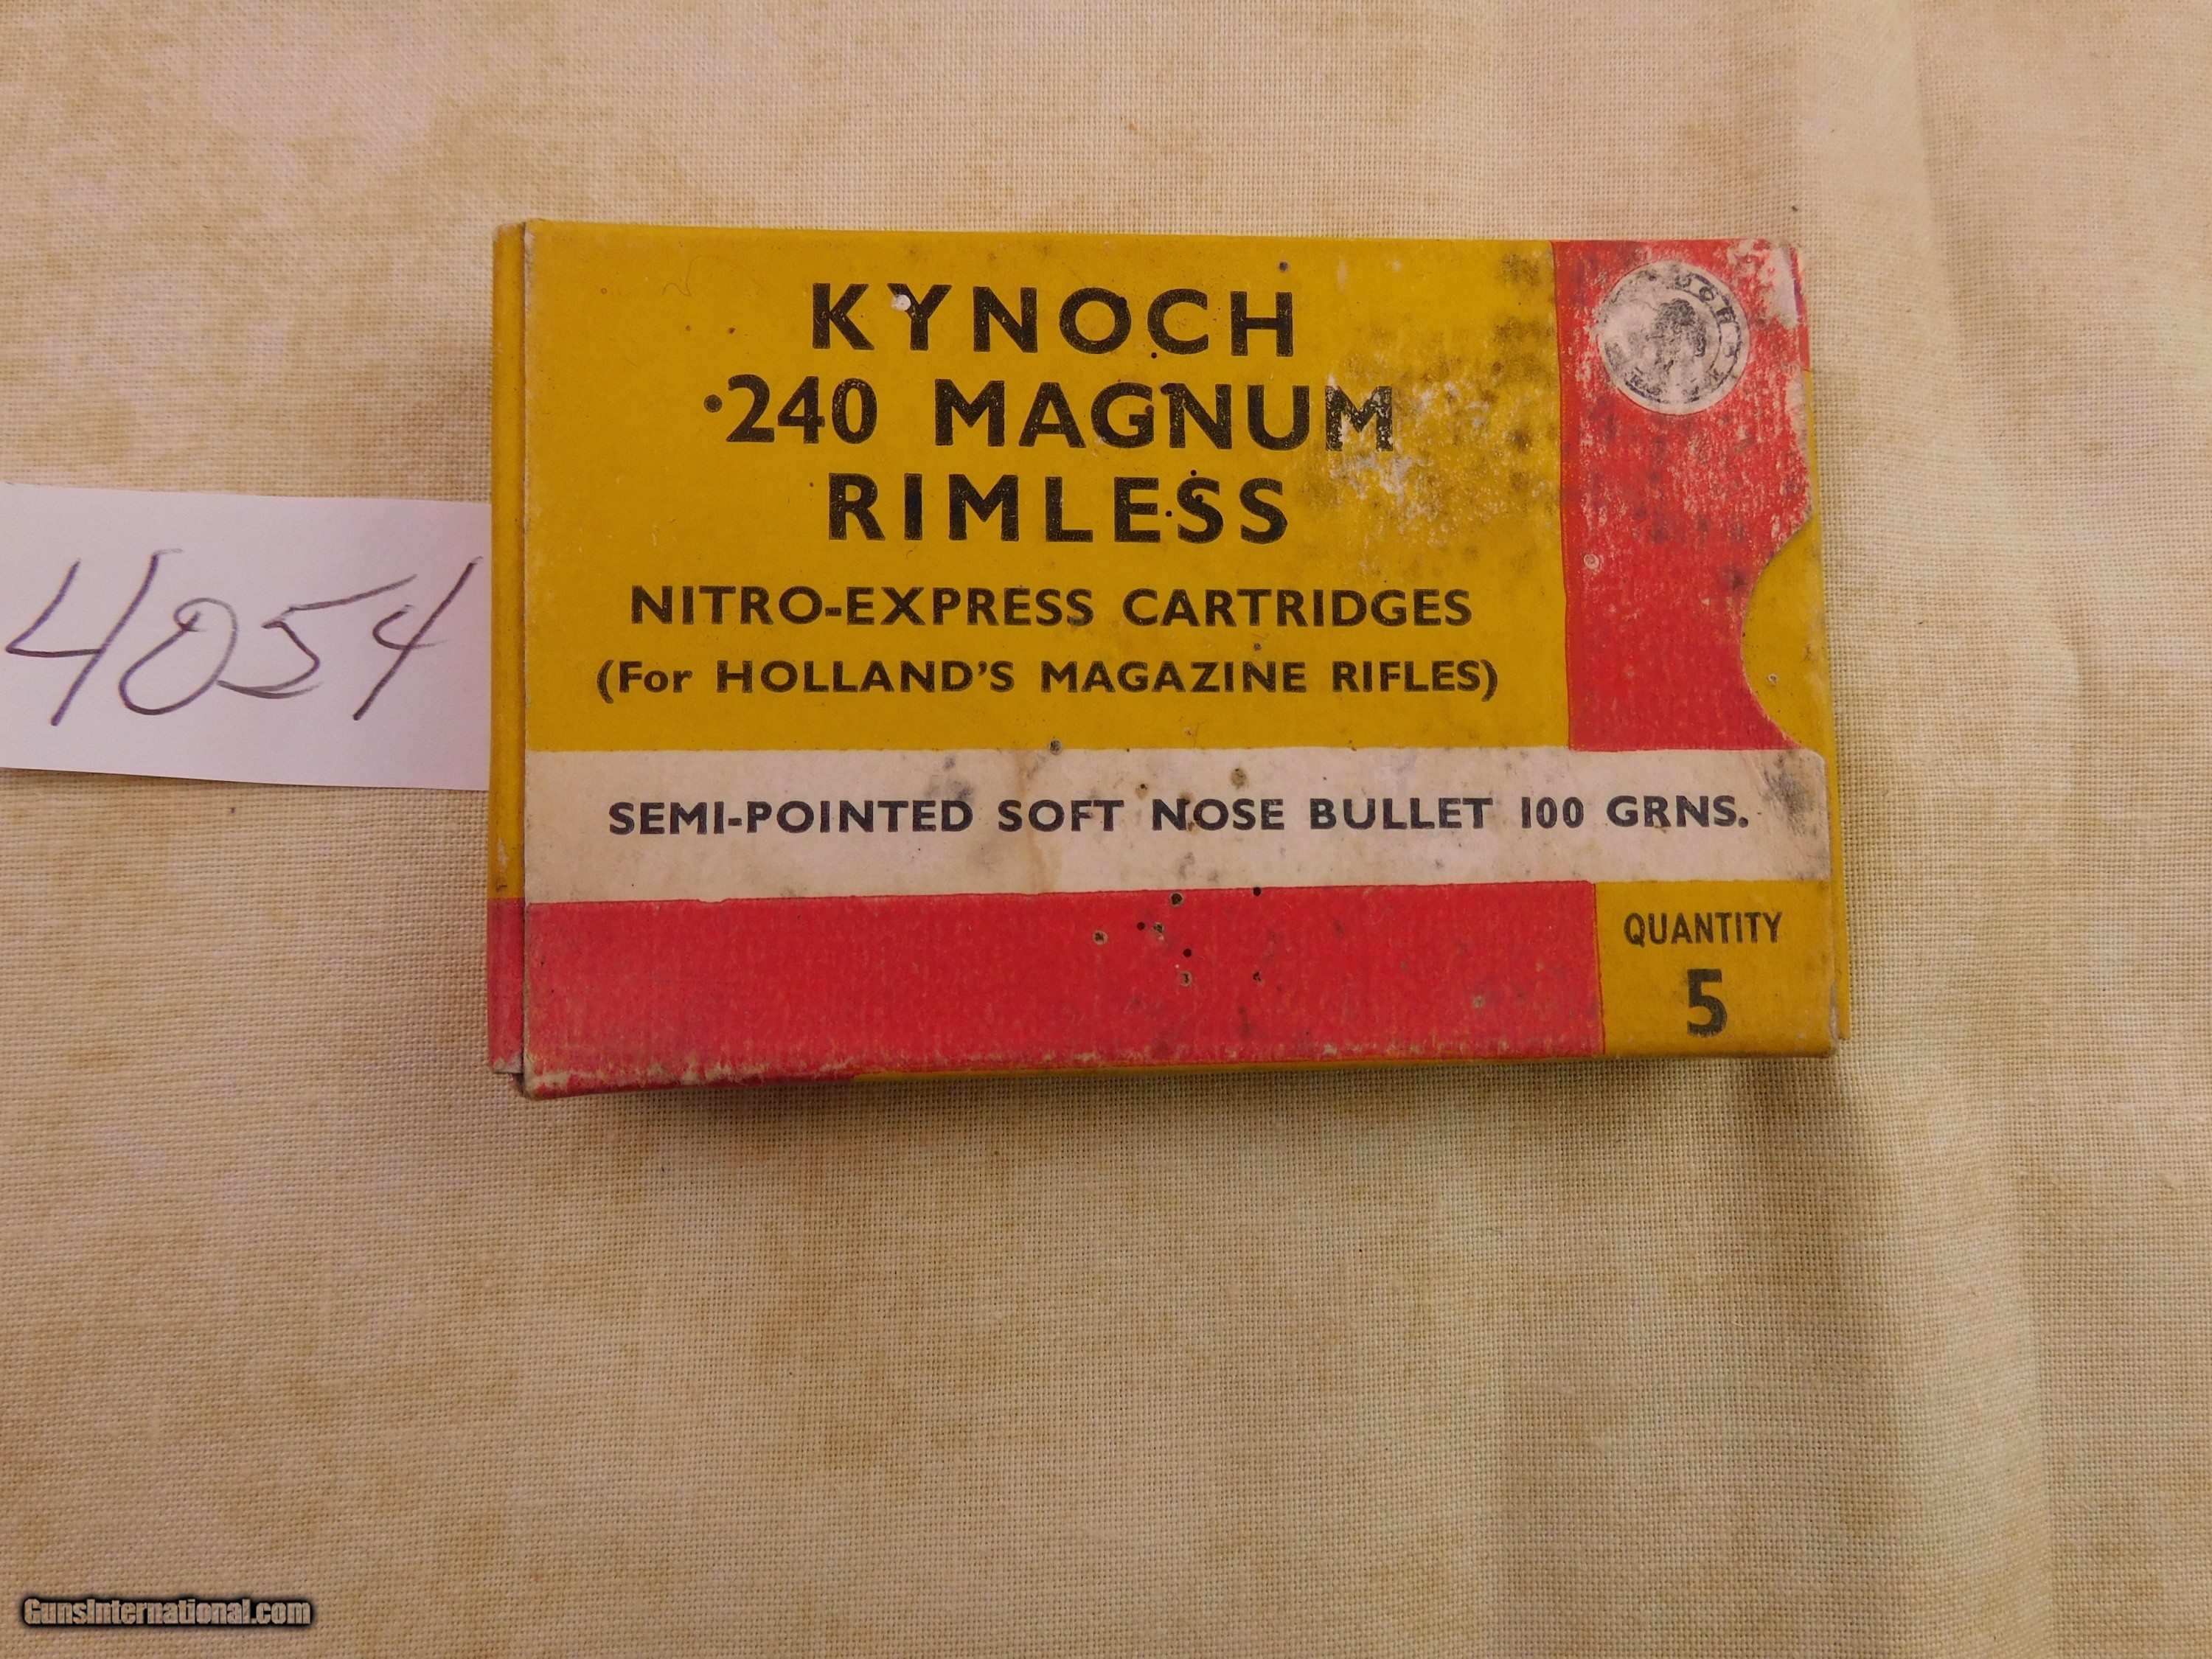 KYNOCH
.240 MAGNUM
RIMLESS
NITRO-EXPRESS CARTRIDGES
(For HOLLAND'S MAGAZINE RIFLES)
SEMI-POINTED SOFT NOSE BULLET 100 GRNS.
QUANTITY
5
4054
GunsInternational.com